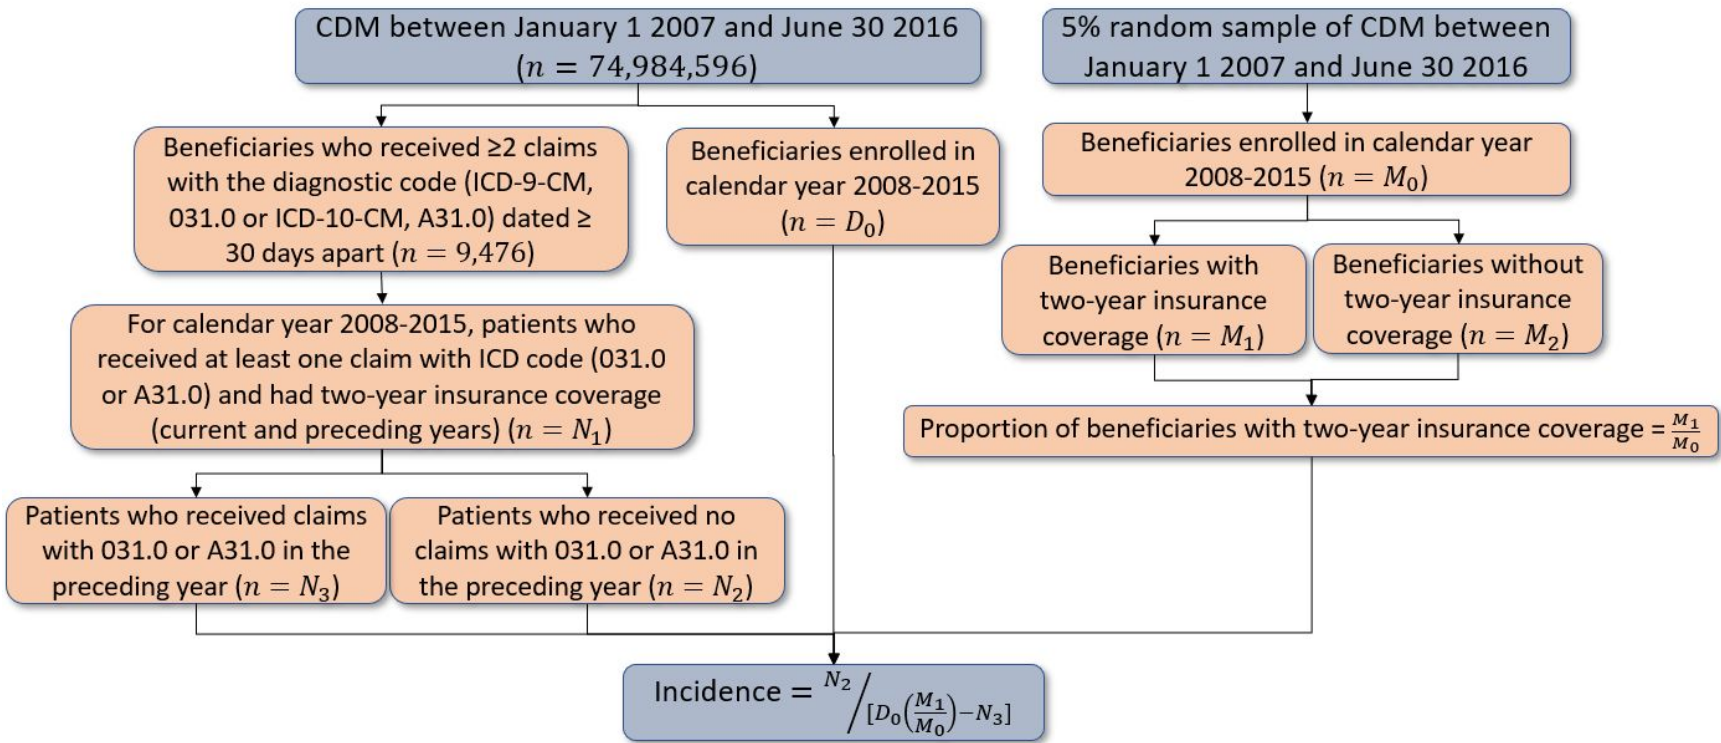 CDM between January 1 2007 and June 30 2016
(n = 74,984,596)
5% random sample of CDM between
January 1 2007 and June 30 2016
Beneficiaries who received ≥2 claims
with the diagnostic code (ICD-9-CM,
031.0 or ICD-10-CM, A31.0) dated ≥
30 days apart (n = 9,476)
Beneficiaries enrolled in
calendar year 2008-2015
(n = D₀)
Beneficiaries enrolled in calendar year
2008-2015 (n = M₀)
Beneficiaries with
two-year insurance
coverage (n = M₁)
Beneficiaries without
two-year insurance
coverage (n = M₂)
For calendar year 2008-2015, patients who
received at least one claim with ICD code (031.0
or A31.0) and had two-year insurance coverage
(current and preceding years) (n = N₁)
Proportion of beneficiaries with two-year insurance coverage = M₁/M₀
Patients who received claims
with 031.0 or A31.0 in the
preceding year (n = N₃)
Patients who received no
claims with 031.0 or A31.0 in
the preceding year (n = N₂)
Incidence = N₂/[D₀(M₁/M₀)−N₃]